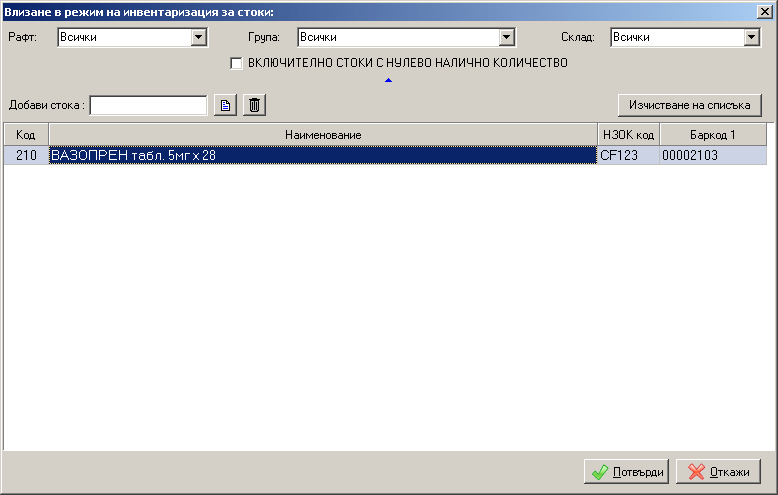 Влизане в режим на инвентаризация за стоки:
Рафт: Всички Група: Всички Склад: Всички
ВКЛЮЧИТЕЛНО СТОКИ С НУЛЕВО НАЛИЧНО КОЛИЧЕСТВО
Добави стока : Изчистване на списъка
Код Наименование НЗОК код Баркод 1
210 ВАЗОПРЕН табл. 5мг x 28 CF123 00002103
Потвърди Откажи